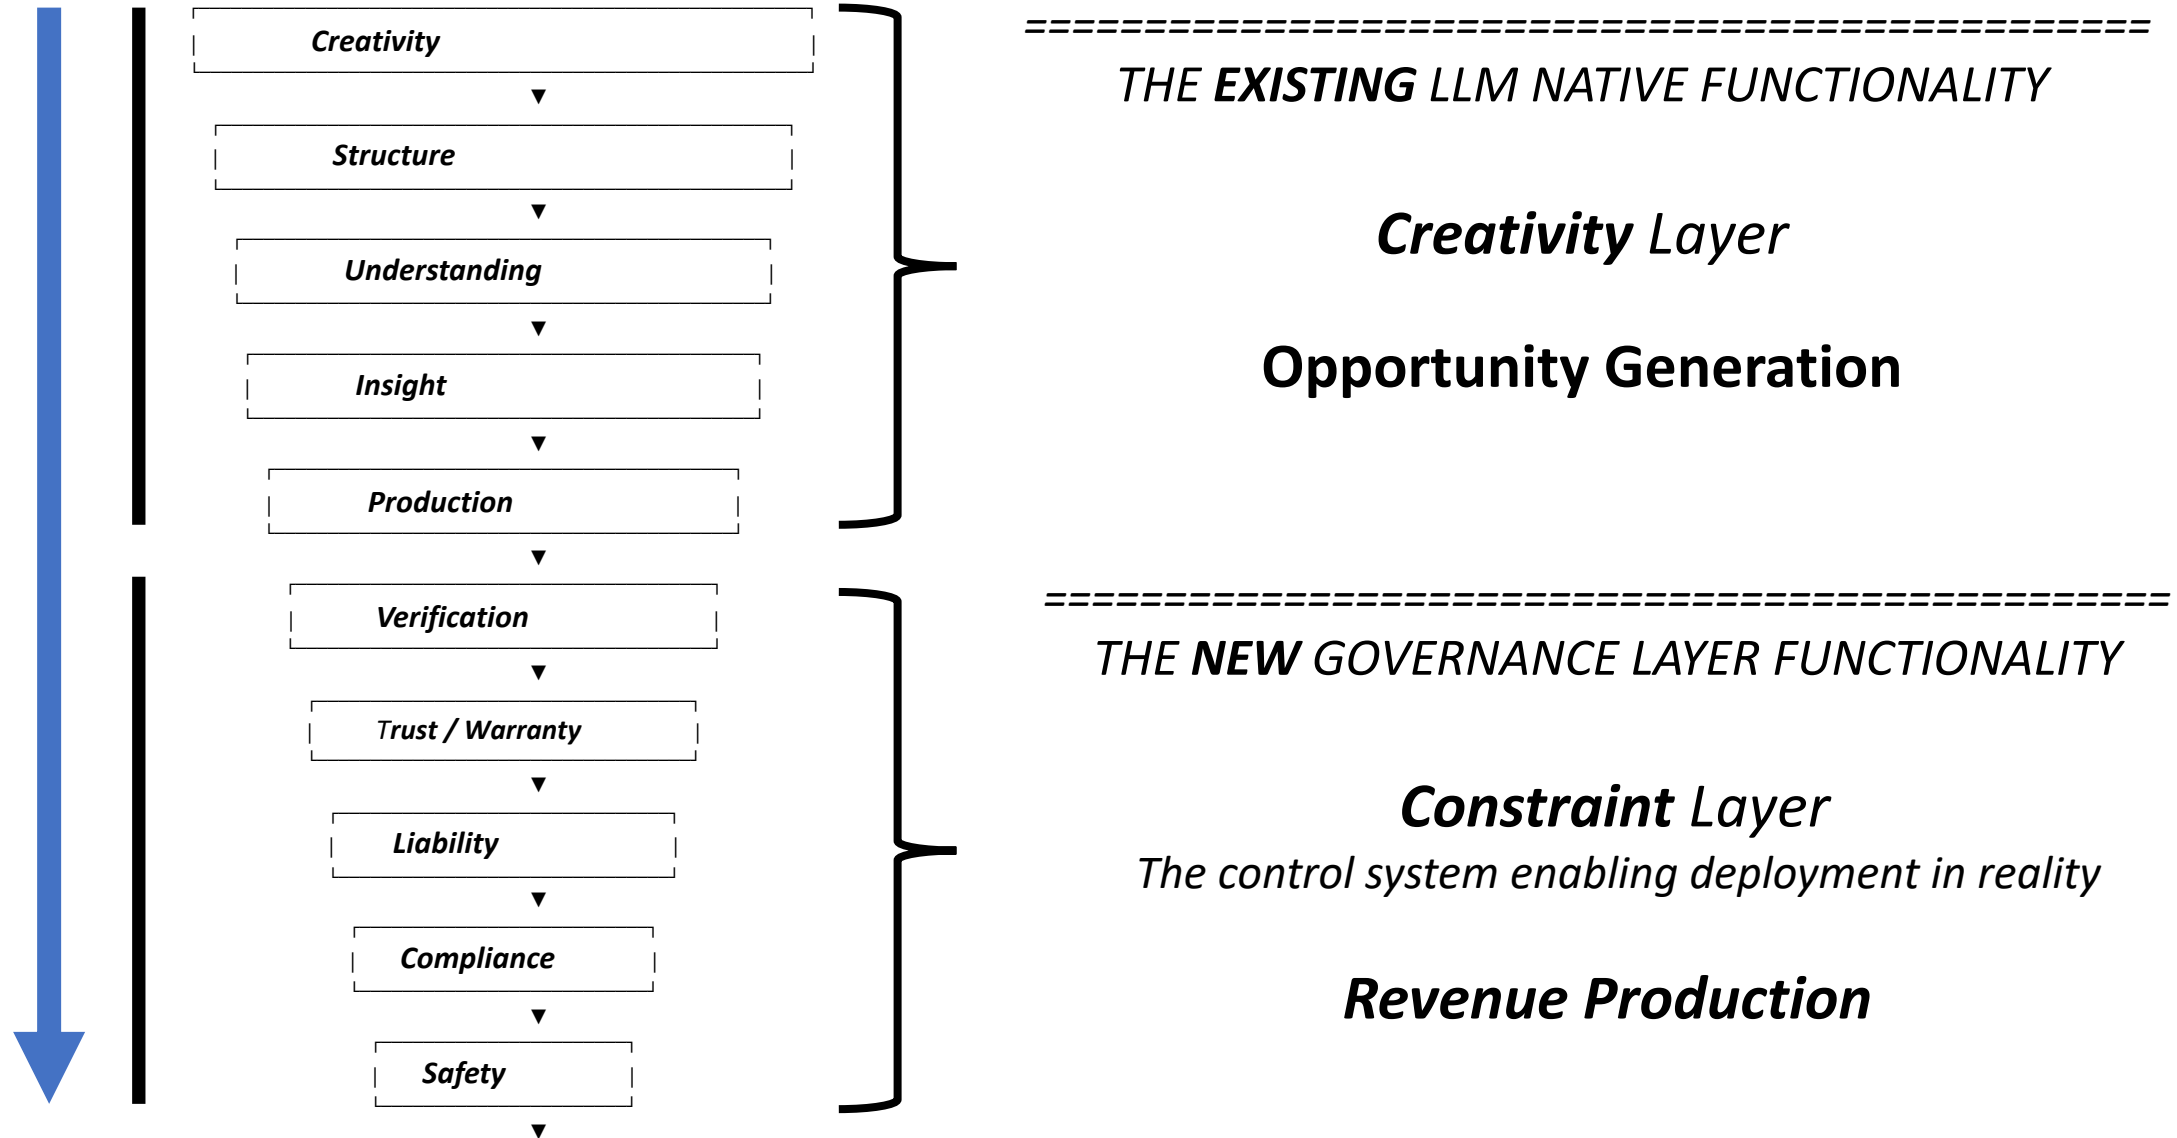 Creativity
▼
Structure
▼
Understanding
▼
Insight
▼
Production
▼
Verification
▼
Trust / Warranty
▼
Liability
▼
Compliance
▼
Safety
▼
===============================================
THE EXISTING LLM NATIVE FUNCTIONALITY
Creativity Layer
Opportunity Generation
===============================================
THE NEW GOVERNANCE LAYER FUNCTIONALITY
Constraint Layer
The control system enabling deployment in reality
Revenue Production